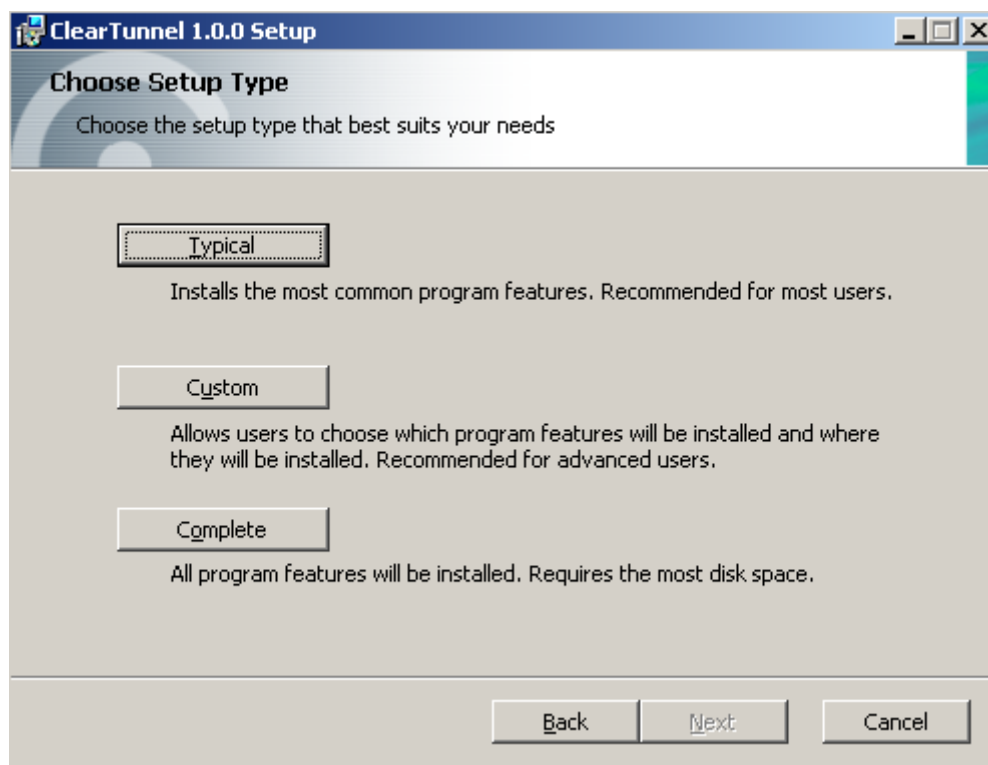 ClearTunnel 1.0.0 Setup
Choose Setup Type
Choose the setup type that best suits your needs
Typical
Installs the most common program features. Recommended for most users.
Custom
Allows users to choose which program features will be installed and where
they will be installed. Recommended for advanced users.
Complete
All program features will be installed. Requires the most disk space.
Back Next Cancel